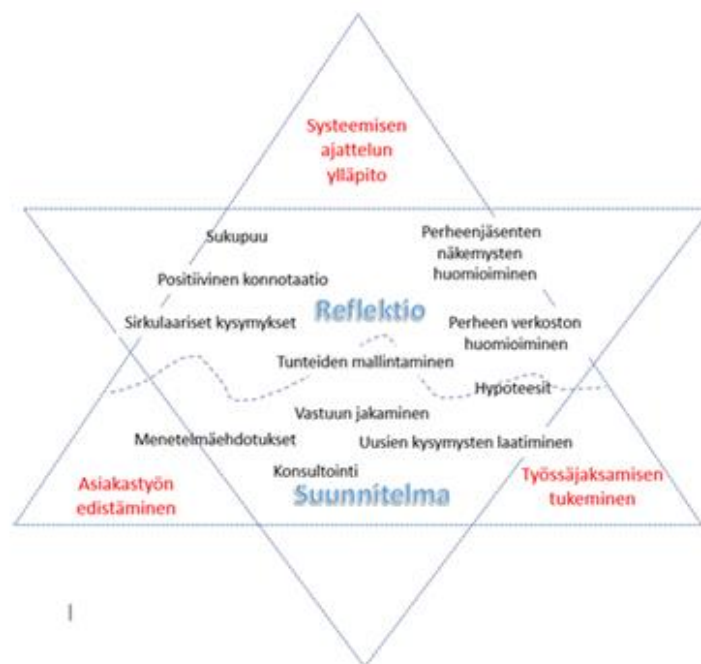 Systeemisen
ajattelun
ylläpito
Sukupuu
Perheenjäsenten
näkemysten
huomioiminen
Positiivinen konnotaatio
Reflektio
Sirkulaariset kysymykset
Perheen verkoston
huomioiminen
Tunteiden mallintaminen
Hypoteesit
Vastuun jakaminen
Menetelmäehdotukset
Uusien kysymysten laatiminen
Konsultointi
Asiakastyön
edistäminen
Suunnitelma
Työssäjaksamisen
tukeminen